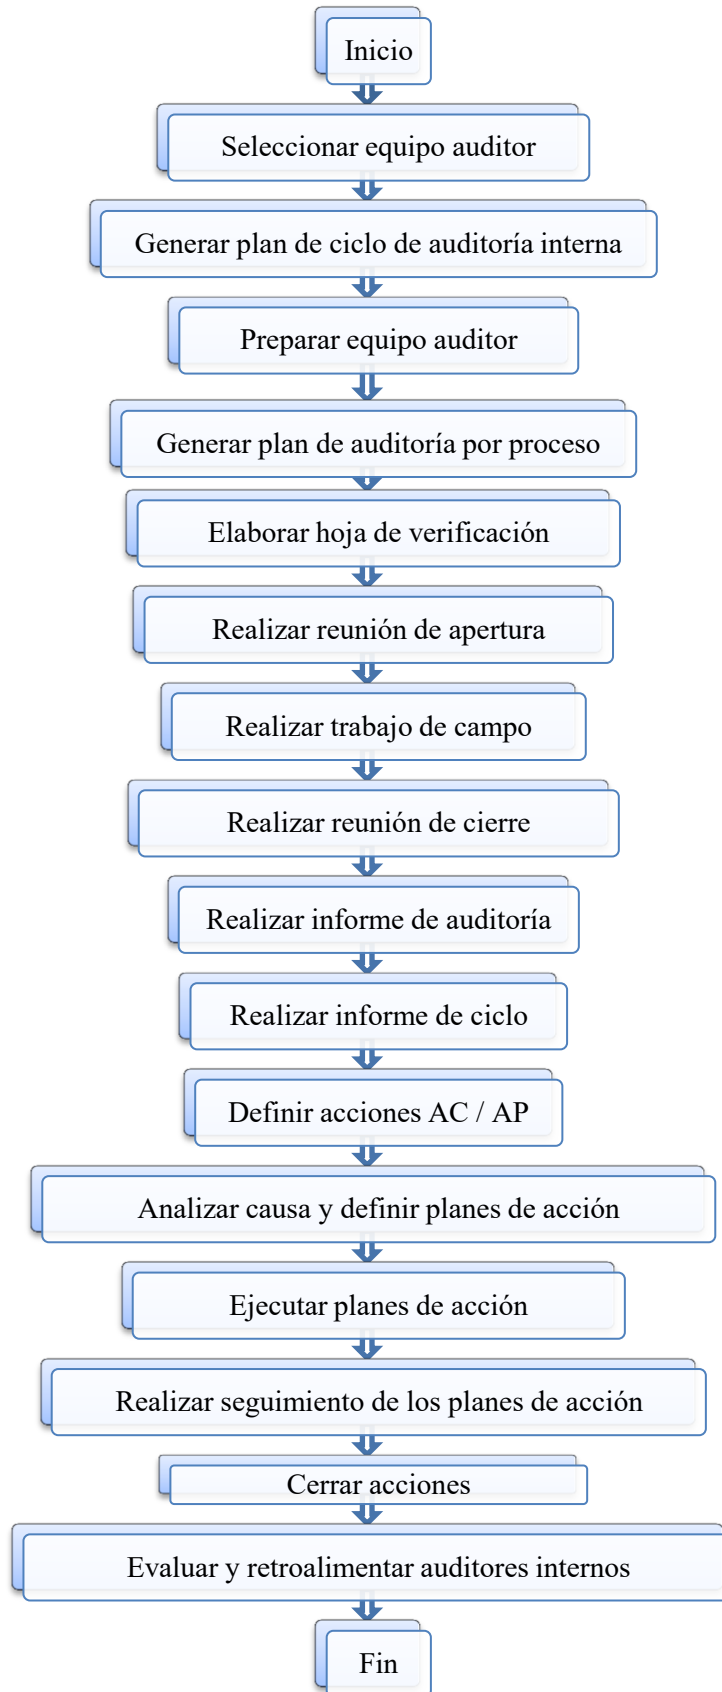 Inicio
Seleccionar equipo auditor
Generar plan de ciclo de auditoría interna
Preparar equipo auditor
Generar plan de auditoría por proceso
Elaborar hoja de verificación
Realizar reunión de apertura
Realizar trabajo de campo
Realizar reunión de cierre
Realizar informe de auditoría
Realizar informe de ciclo
Definir acciones AC / AP
Analizar causa y definir planes de acción
Ejecutar planes de acción
Realizar seguimiento de los planes de acción
Cerrar acciones
Evaluar y retroalimentar auditores internos
Fin